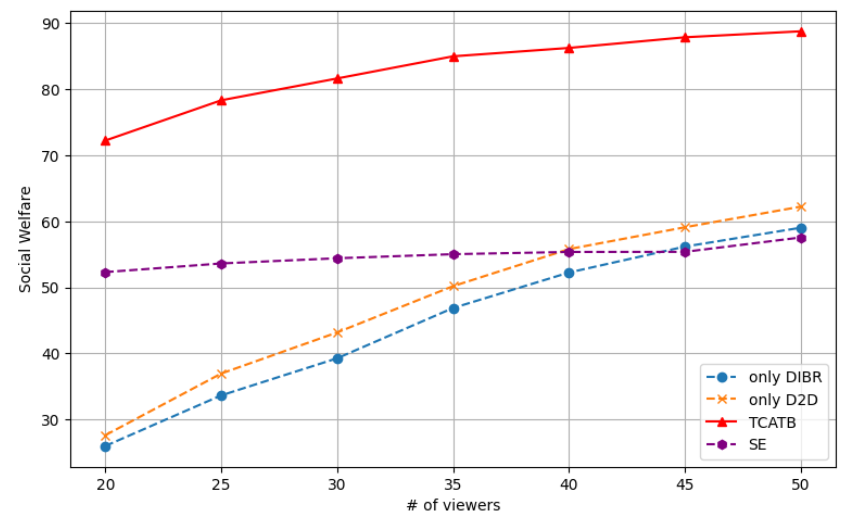 90
80
70
60
50
40
30
Social Welfare
20 25 30 35 40 45 50
# of viewers
only DIBR
only D2D
TCATB
SE